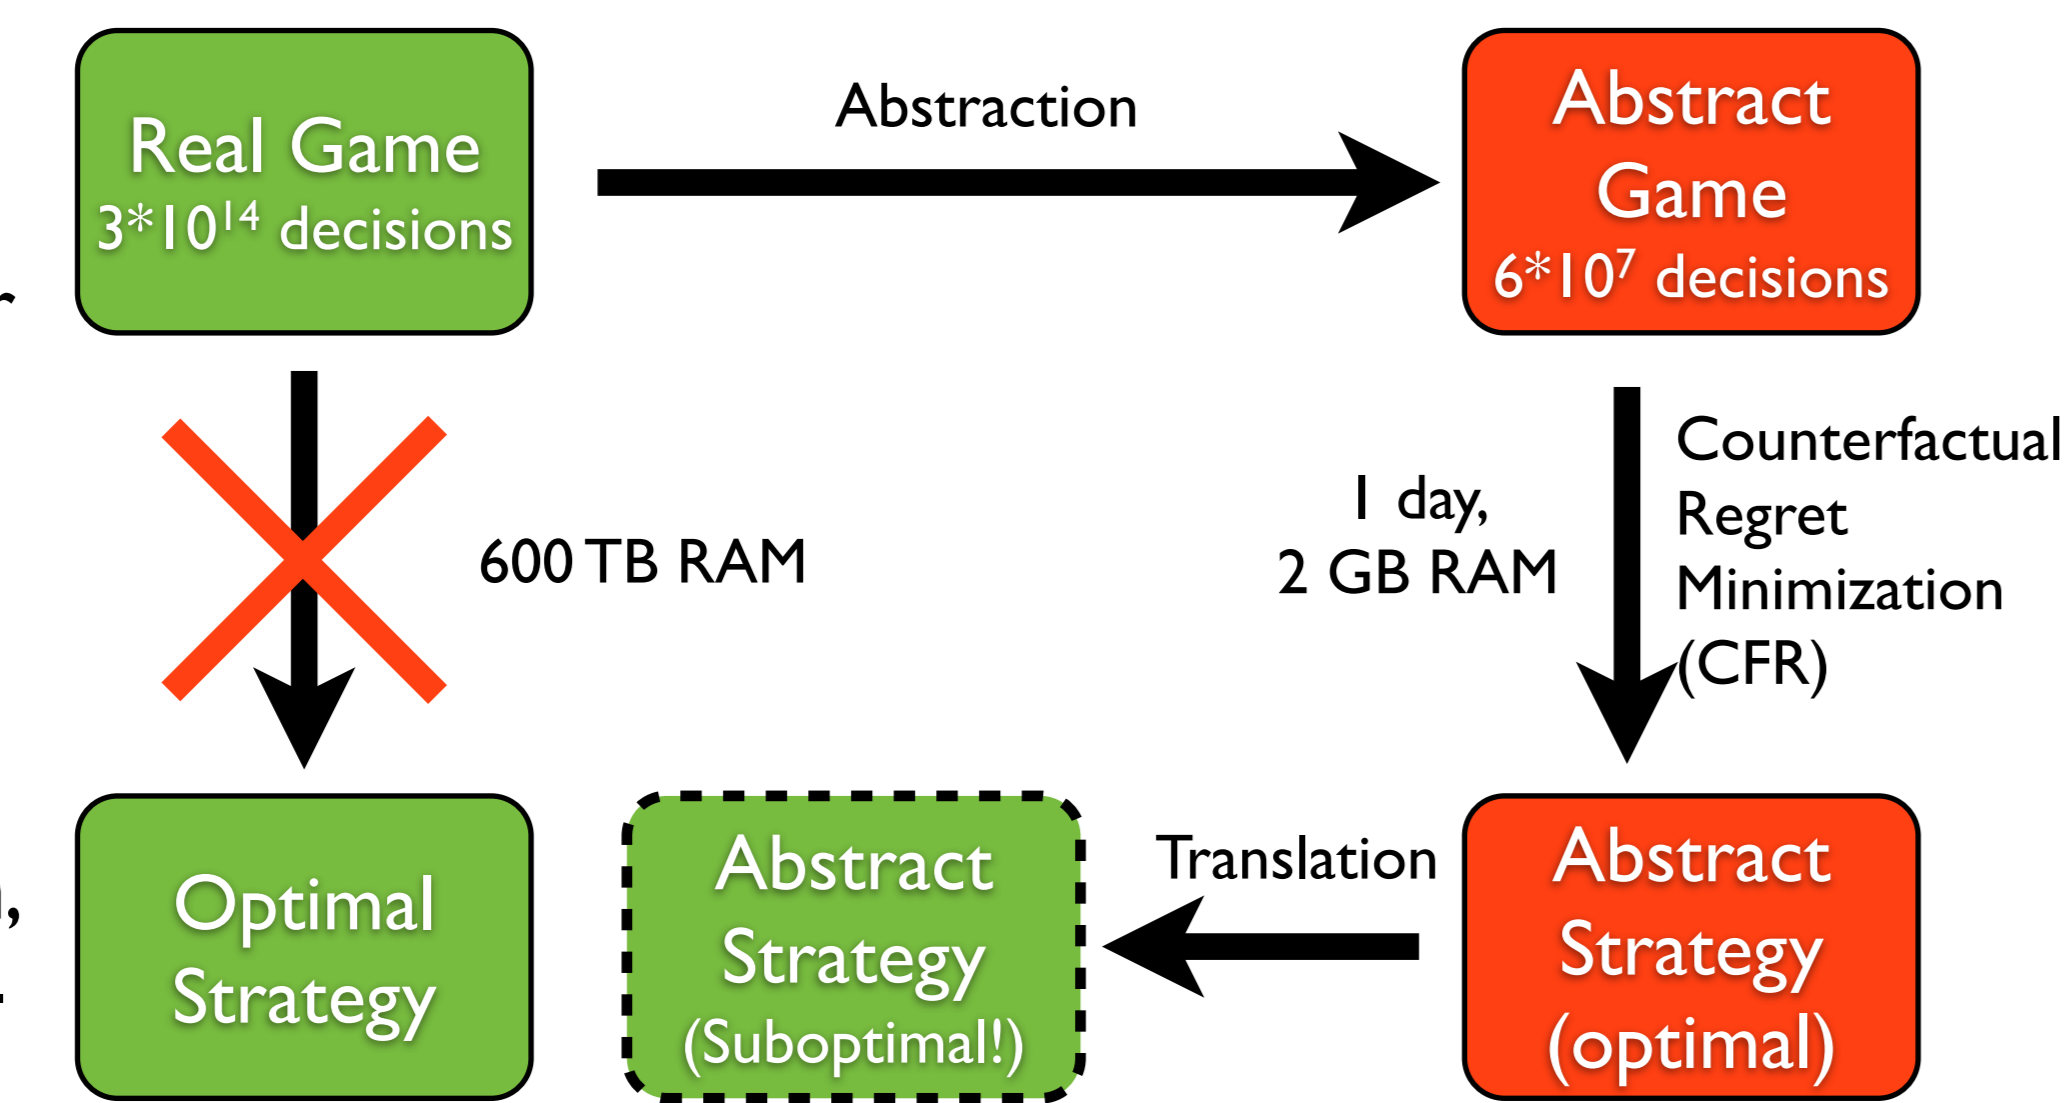 Real Game
3*10¹⁴ decisions
Abstraction
Abstract
Game
6*10⁷ decisions
600 TB RAM
1 day,
2 GB RAM
Counterfactual
Regret
Minimization
(CFR)
Optimal
Strategy
Abstract
Strategy
(Suboptimal!)
Translation
Abstract
Strategy
(optimal)